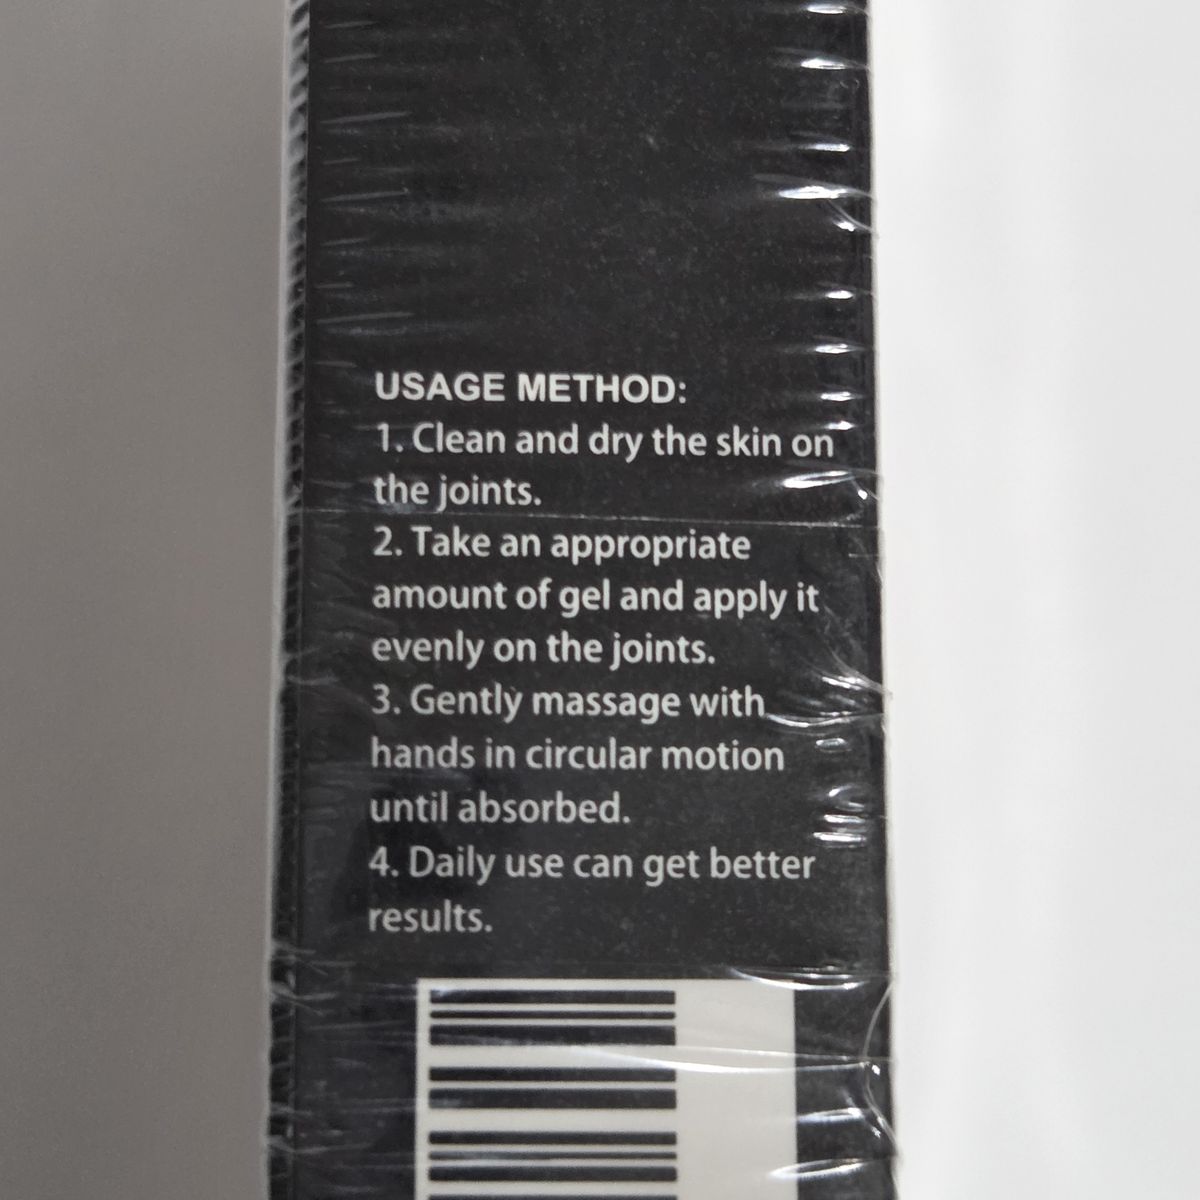 USAGE METHOD:
1. Clean and dry the skin on
the joints.
2. Take an appropriate
amount of gel and apply it
evenly on the joints.
3. Gently massage with
hands in circular motion
until absorbed.
4. Daily use can get better
results.